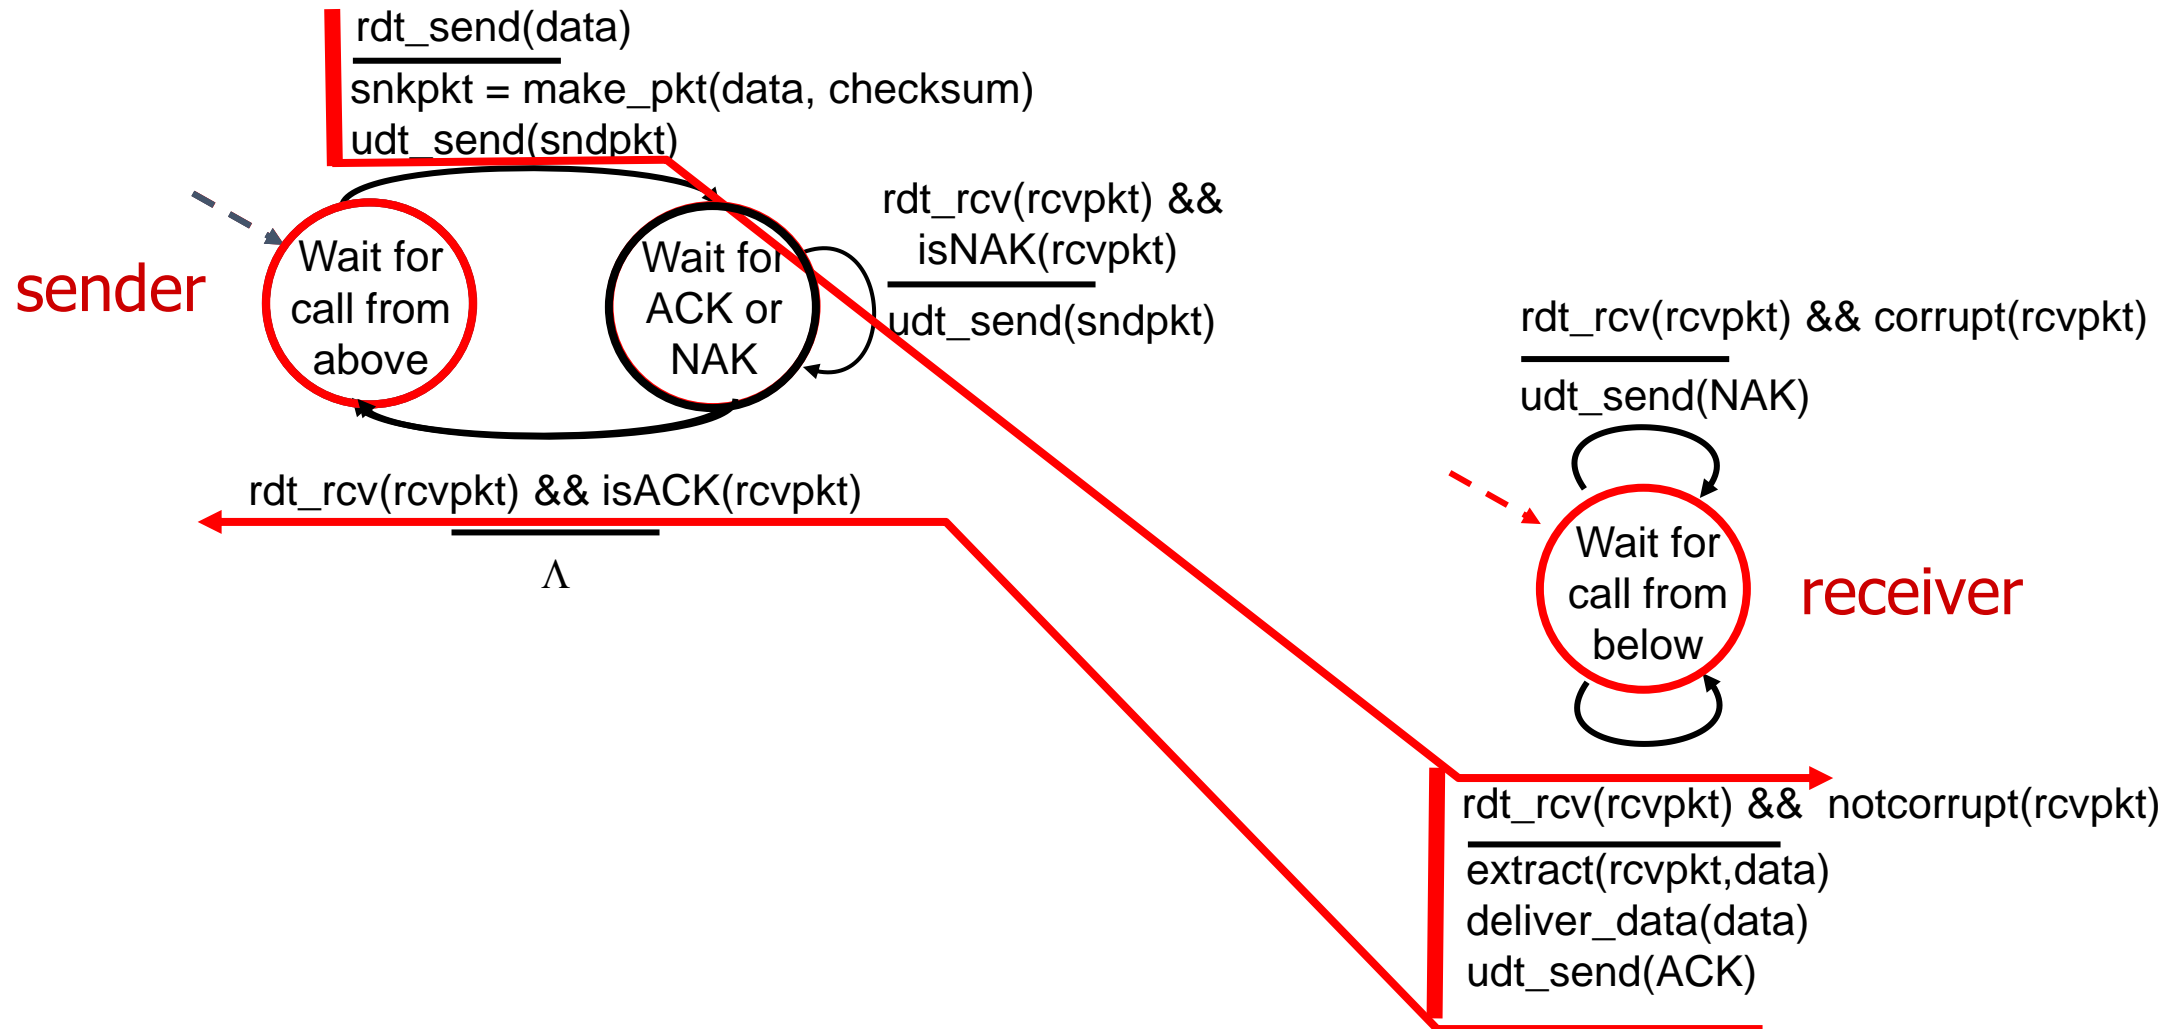 rdt_send(data)
snkpkt = make_pkt(data, checksum)
udt_send(sndpkt)
sender
Wait for
call from
above
Wait for
ACK or
NAK
rdt_rcv(rcvpkt) &&
isNAK(rcvpkt)
udt_send(sndpkt)
rdt_rcv(rcvpkt) && isACK(rcvpkt)
Λ
rdt_rcv(rcvpkt) && corrupt(rcvpkt)
udt_send(NAK)
Wait for
call from
below
receiver
rdt_rcv(rcvpkt) && notcorrupt(rcvpkt)
extract(rcvpkt,data)
deliver_data(data)
udt_send(ACK)